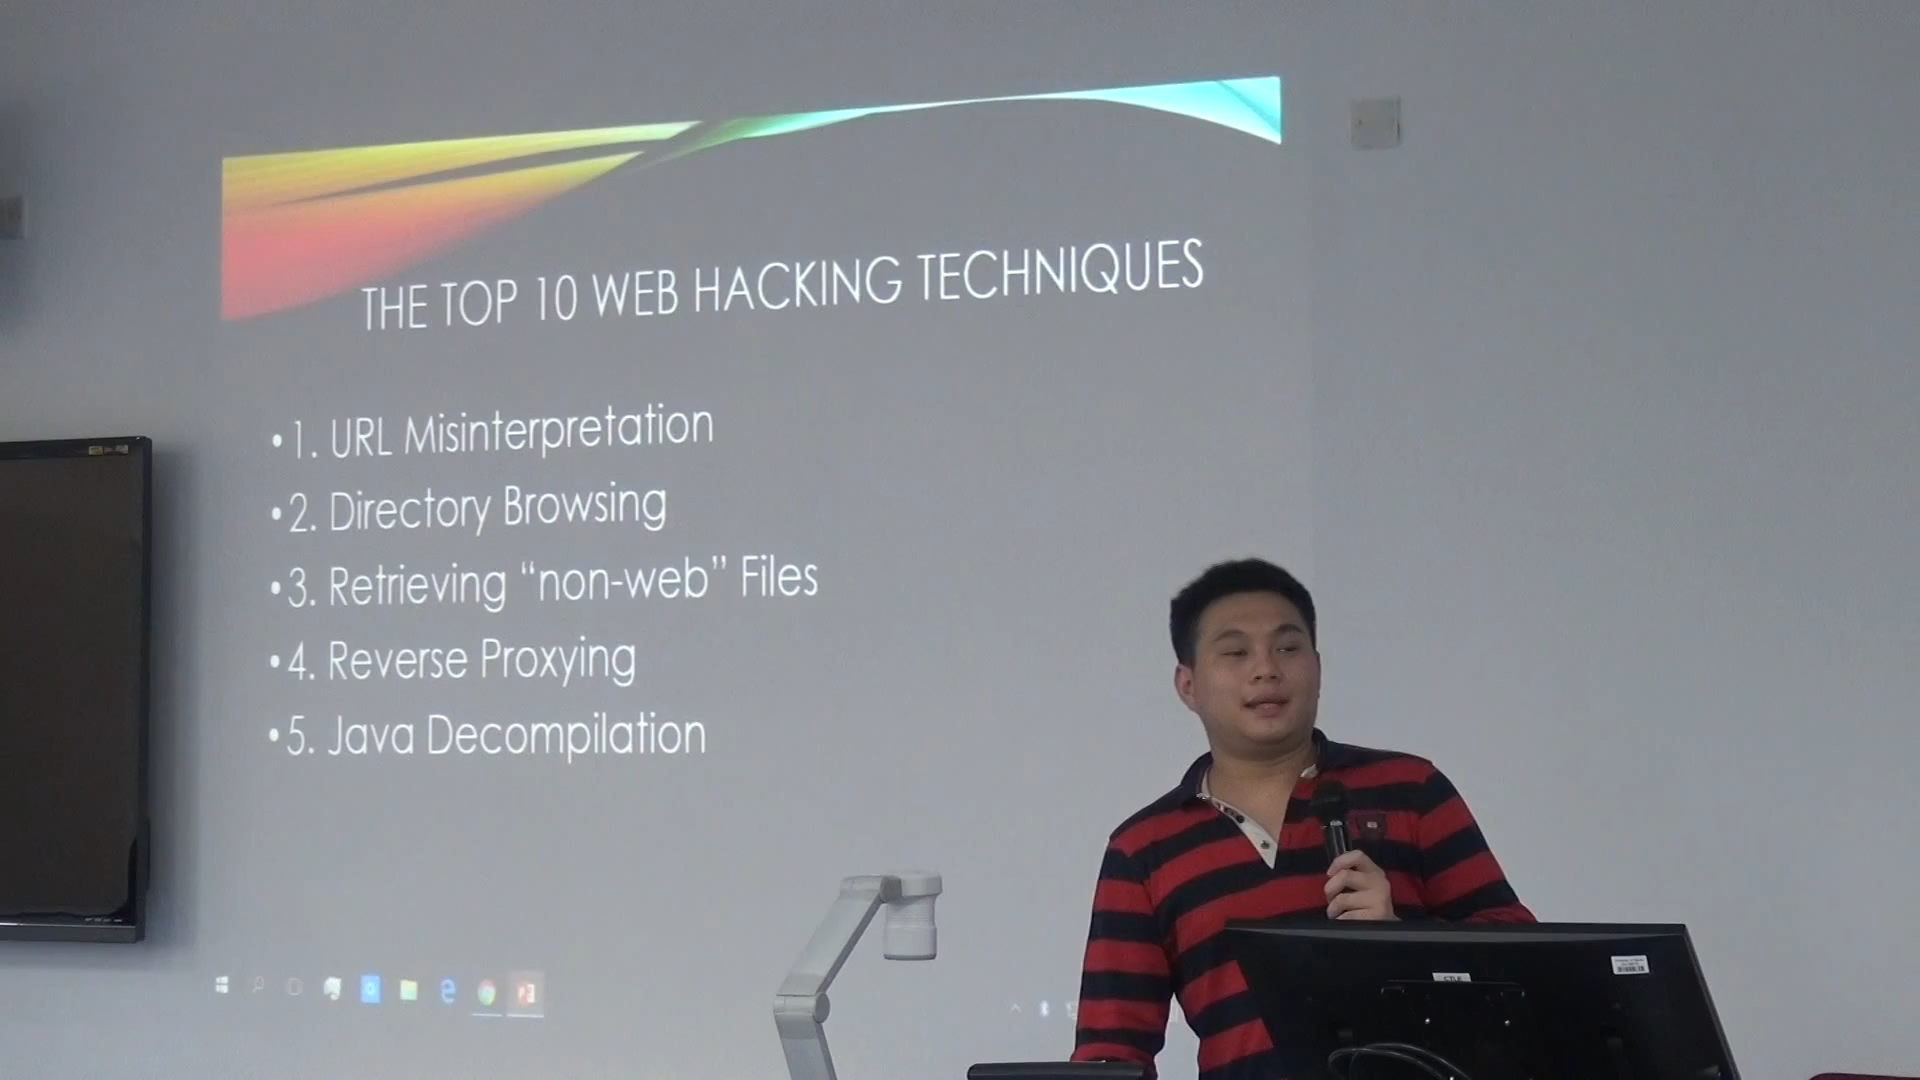 THE TOP 10 WEB HACKING TECHNIQUES
• 1. URL Misinterpretation
• 2. Directory Browsing
• 3. Retrieving “non-web” Files
• 4. Reverse Proxying
• 5. Java Decompilation